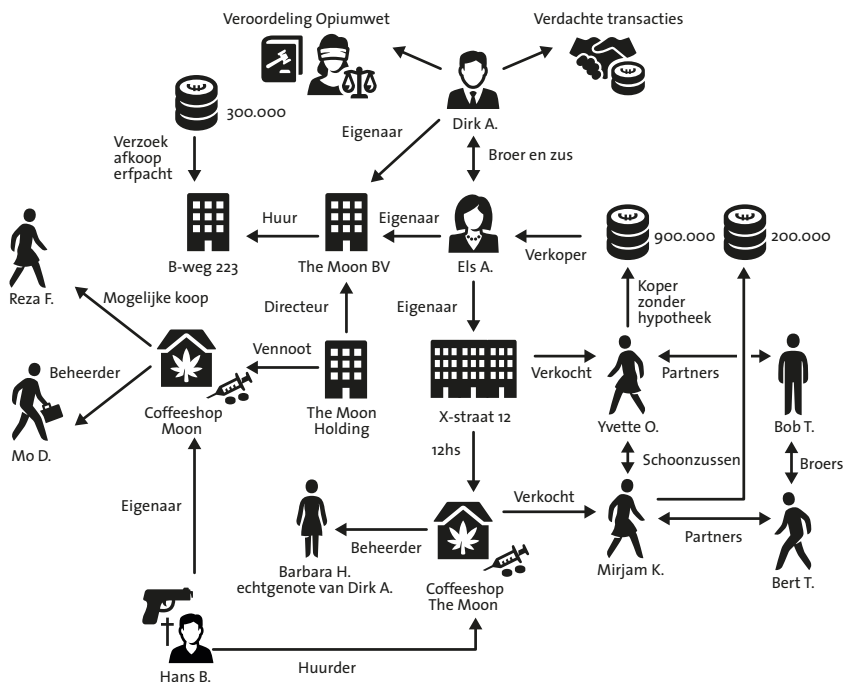 Veroordeling Opiumwet
Verdachte transacties
300.000
Dirk A.
Eigenaar
Verzoek
afkoop
erfpacht
Broer en zus
Huur
Eigenaar
Verkoper
900.000
200.000
B-weg 223
The Moon BV
Els A.
Reza F.
Mogelijke koop
Directeur
Eigenaar
Koper
zonder
hypotheek
Beheerder
Vennoot
Verkocht
Partners
Coffeeshop
Moon
The Moon
Holding
X-straat 12
Yvette O.
Bob T.
Mo D.
12hs
Schoonzussen
Broers
Eigenaar
Verkocht
Beheerder
Partners
Barbara H.
echtgenote van Dirk A.
Coffeeshop
The Moon
Mirjam K.
Bert T.
Huurder
Hans B.